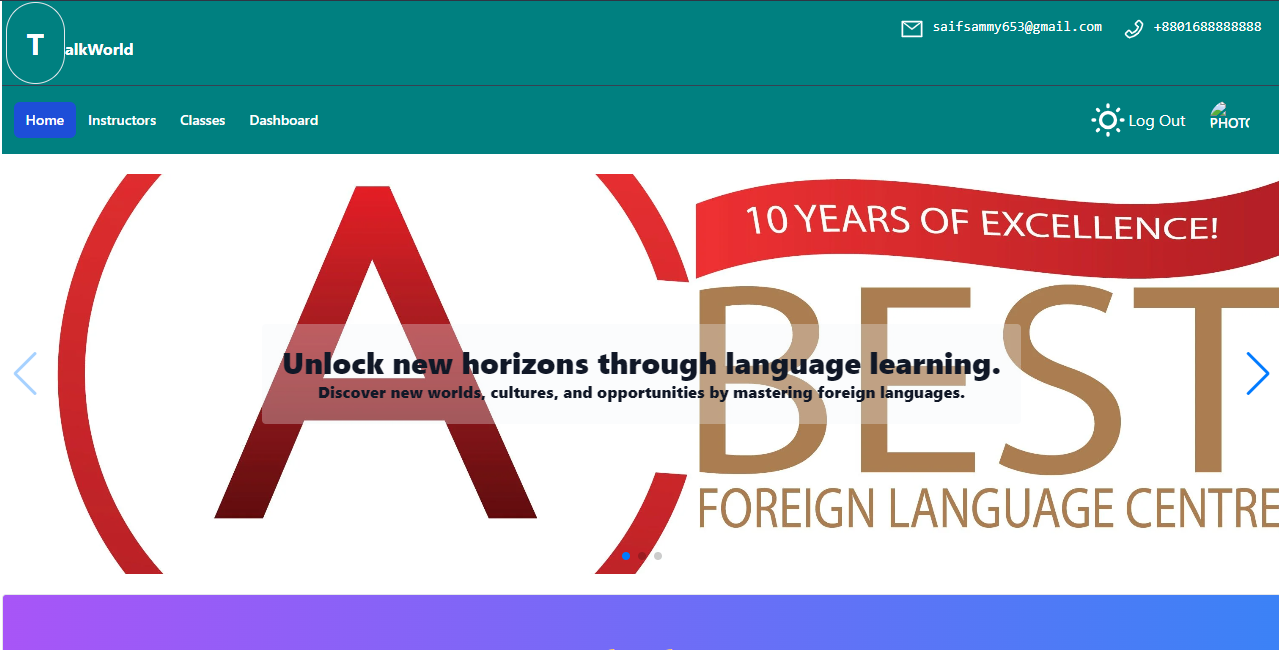 TalkWorld
saifsammy653@gmail.com
+8801688888888
Home
Instructors
Classes
Dashboard
Log Out
PHOTO
A
10 YEARS OF EXCELLENCE!
BEST
FOREIGN LANGUAGE CENTRE
Unlock new horizons through language learning.
Discover new worlds, cultures, and opportunities by mastering foreign languages.